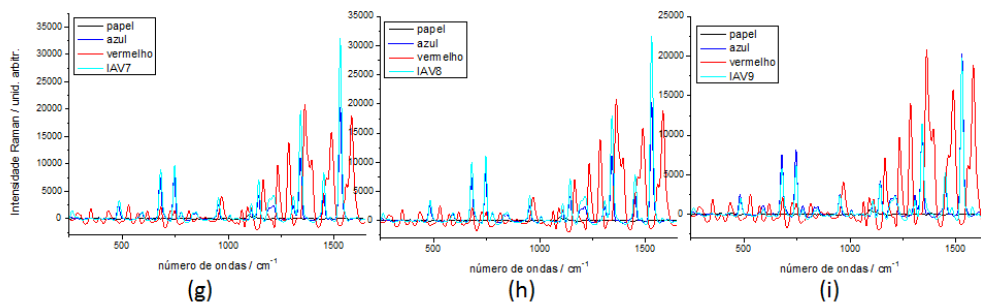 Intensidade Raman / unid. arbitr.
35000
30000
25000
20000
15000
10000
5000
0
papel
azul
vermelho
IAV7
500
1000
1500
número de ondas / cm⁻¹
(g)
35000
30000
25000
20000
15000
10000
5000
0
papel
azul
vermelho
IAV8
500
1000
1500
número de ondas / cm⁻¹
(h)
25000
20000
15000
10000
5000
0
papel
azul
vermelho
IAV9
500
1000
1500
número de ondas / cm⁻¹
(i)